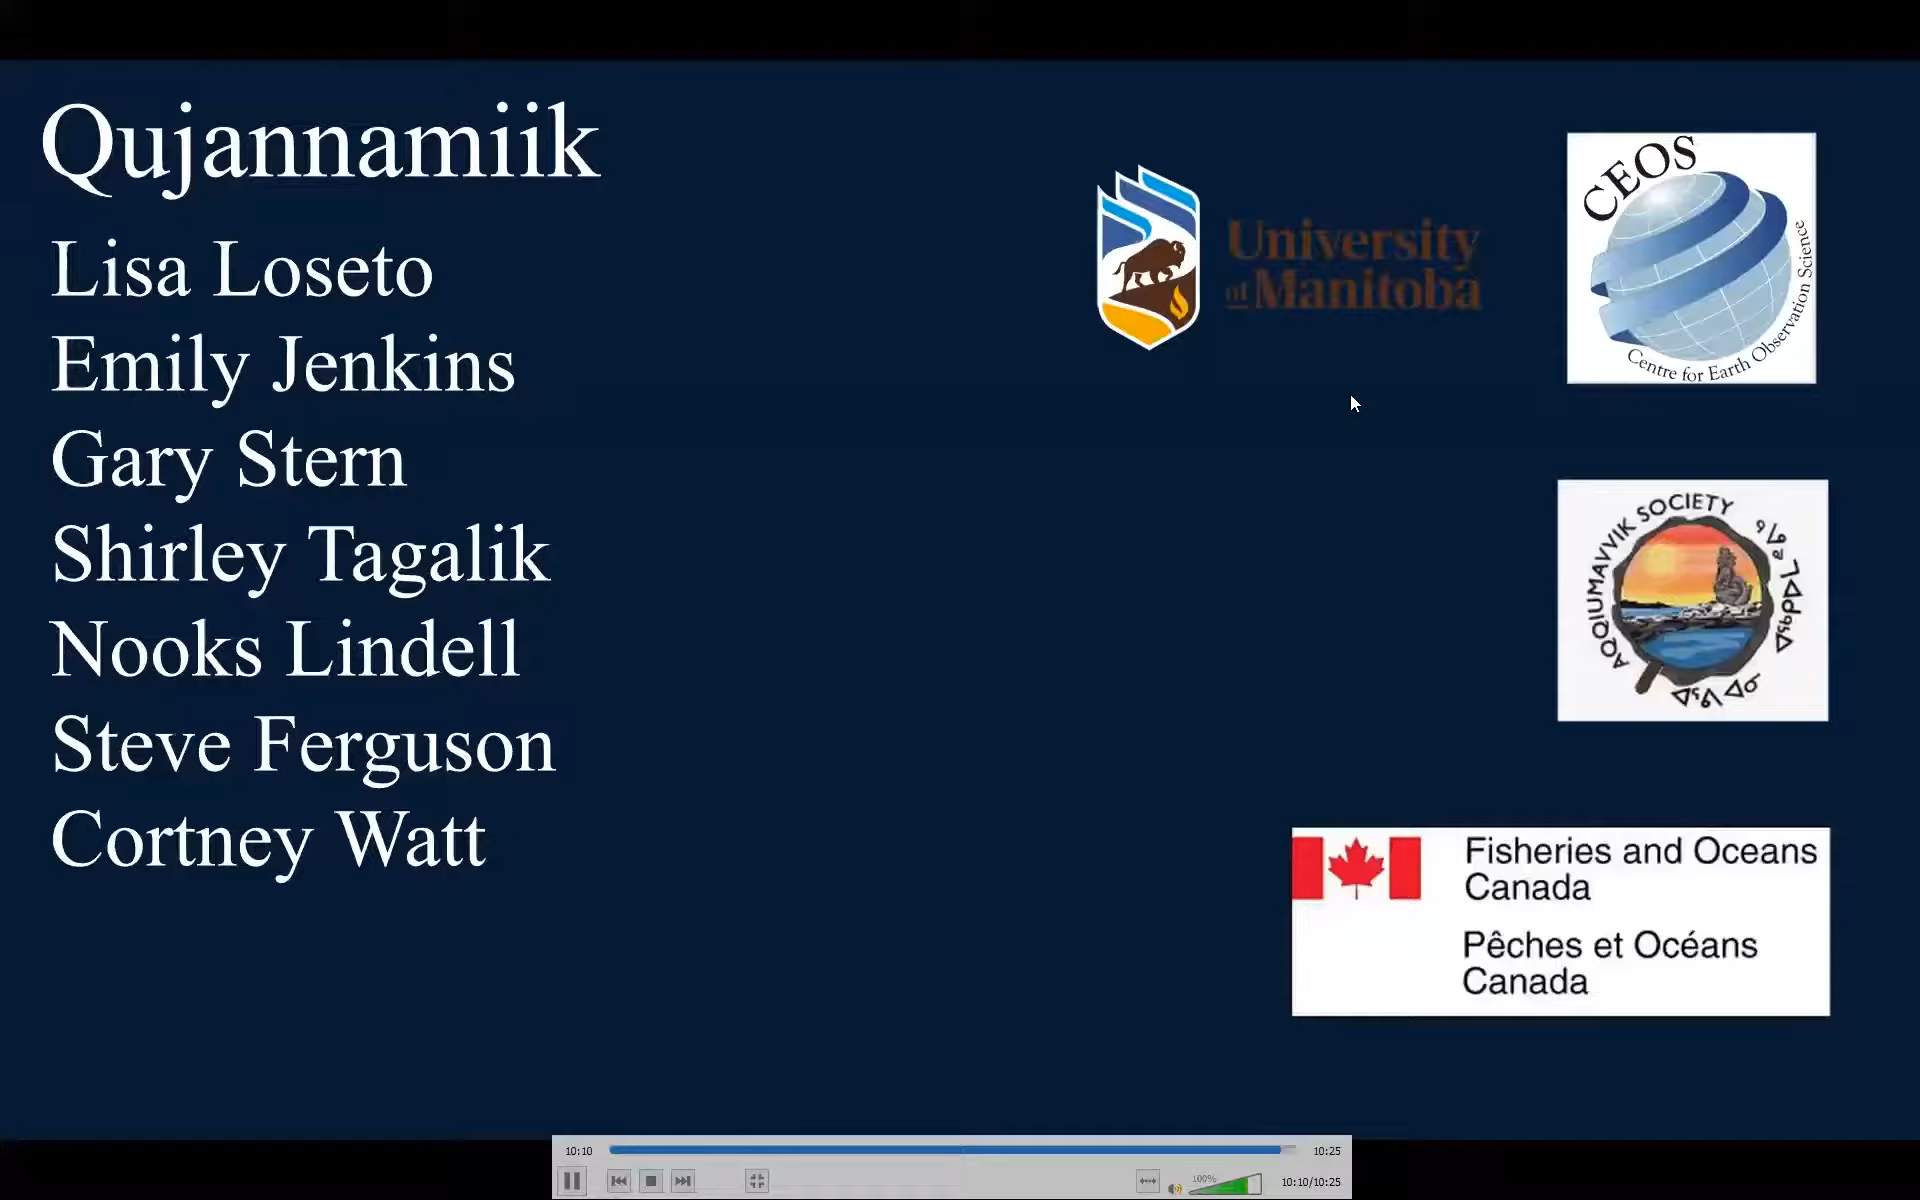 Qujannamiik
Lisa Loseto
Emily Jenkins
Gary Stern
Shirley Tagalik
Nooks Lindell
Steve Ferguson
Cortney Watt
University
of Manitoba
CEOS
Centre for Earth Observation Science
AQQIUMAVVIK SOCIETY
Fisheries and Oceans
Canada
Pêches et Océans
Canada
10:10
10:25
100%
10:10/10:25